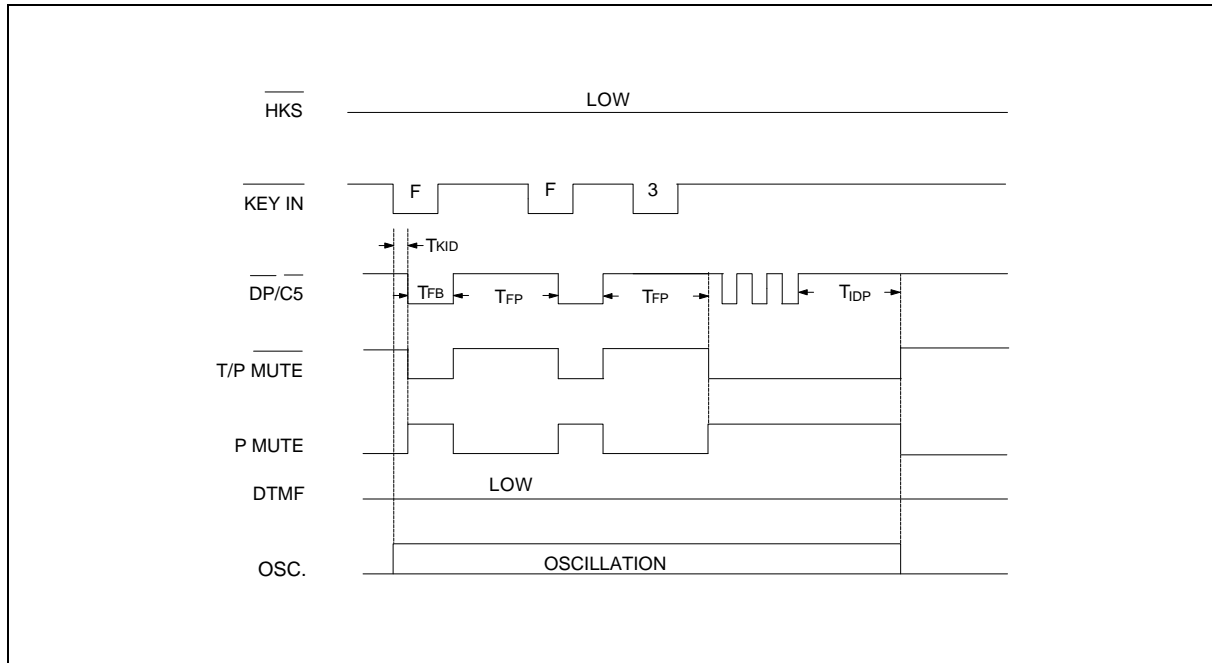 HKS
LOW
KEY IN
F
F
3
TKID
DP/C5
TFB
TFP
TFP
TIDP
T/P MUTE
P MUTE
DTMF
LOW
OSC.
OSCILLATION